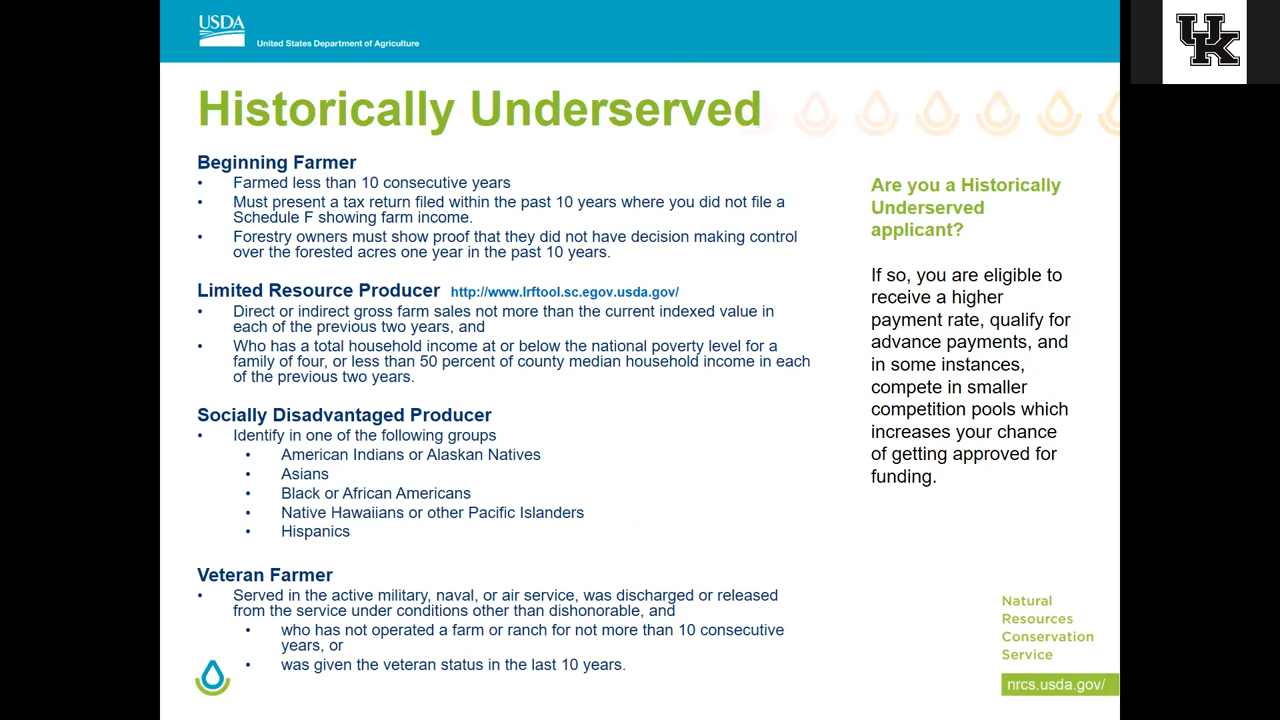 USDA
United States Department of Agriculture
UK
Historically Underserved
Beginning Farmer
• Farmed less than 10 consecutive years
• Must present a tax return filed within the past 10 years where you did not file a
Schedule F showing farm income.
• Forestry owners must show proof that they did not have decision making control
over the forested acres one year in the past 10 years.
Limited Resource Producer http://www.lrftool.sc.egov.usda.gov/
• Direct or indirect gross farm sales not more than the current indexed value in
each of the previous two years, and
• Who has a total household income at or below the national poverty level for a
family of four, or less than 50 percent of county median household income in each
of the previous two years.
Socially Disadvantaged Producer
• Identify in one of the following groups
• American Indians or Alaskan Natives
• Asians
• Black or African Americans
• Native Hawaiians or other Pacific Islanders
• Hispanics
Veteran Farmer
• Served in the active military, naval, or air service, was discharged or released
from the service under conditions other than dishonorable, and
• who has not operated a farm or ranch for not more than 10 consecutive
years, or
• was given the veteran status in the last 10 years.
Are you a Historically
Underserved
applicant?
If so, you are eligible to
receive a higher
payment rate, qualify for
advance payments, and
in some instances,
compete in smaller
competition pools which
increases your chance
of getting approved for
funding.
Natural
Resources
Conservation
Service
nrcs.usda.gov/